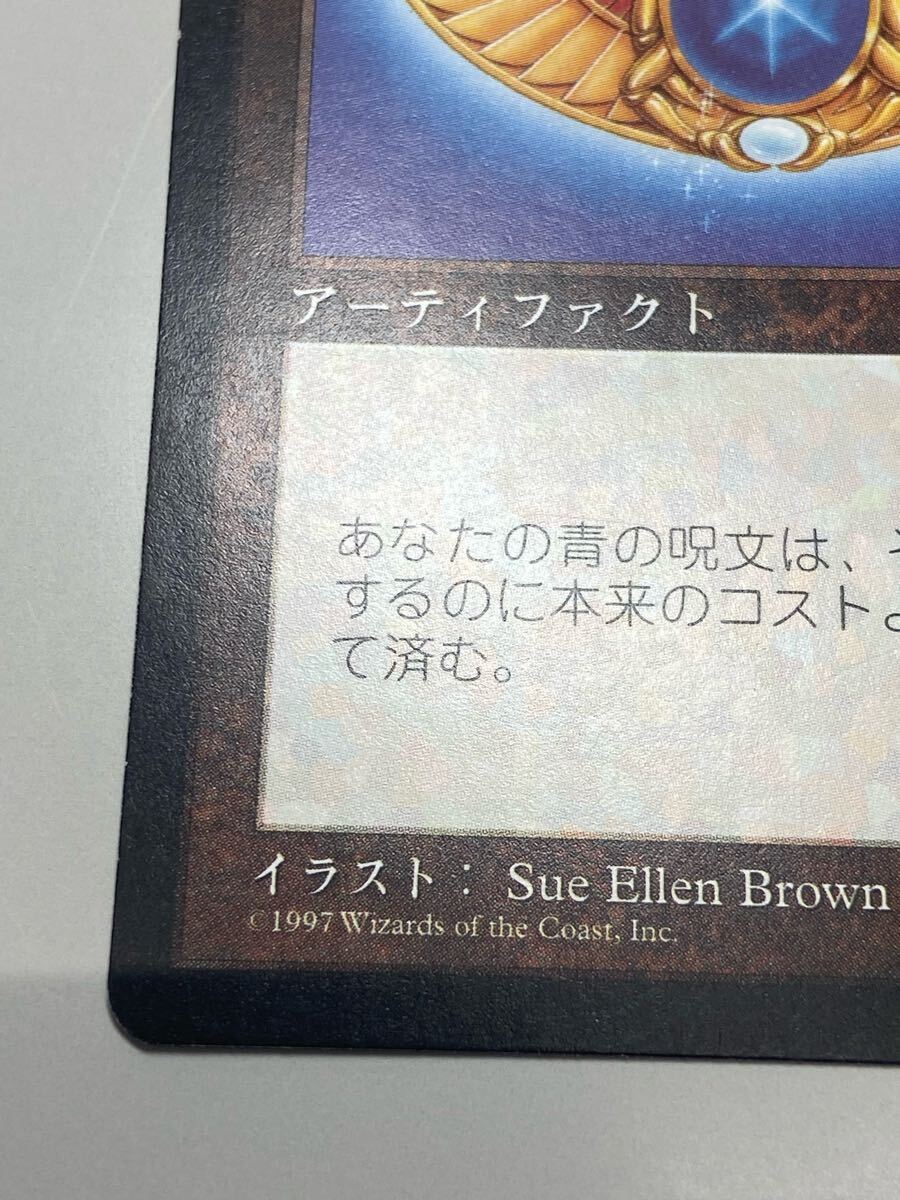 アーティファクト
あなたの青の呪文は、
するのに本来のコスト
て済む。
イラスト： Sue Ellen Brown
© 1997 Wizards of the Coast, Inc.